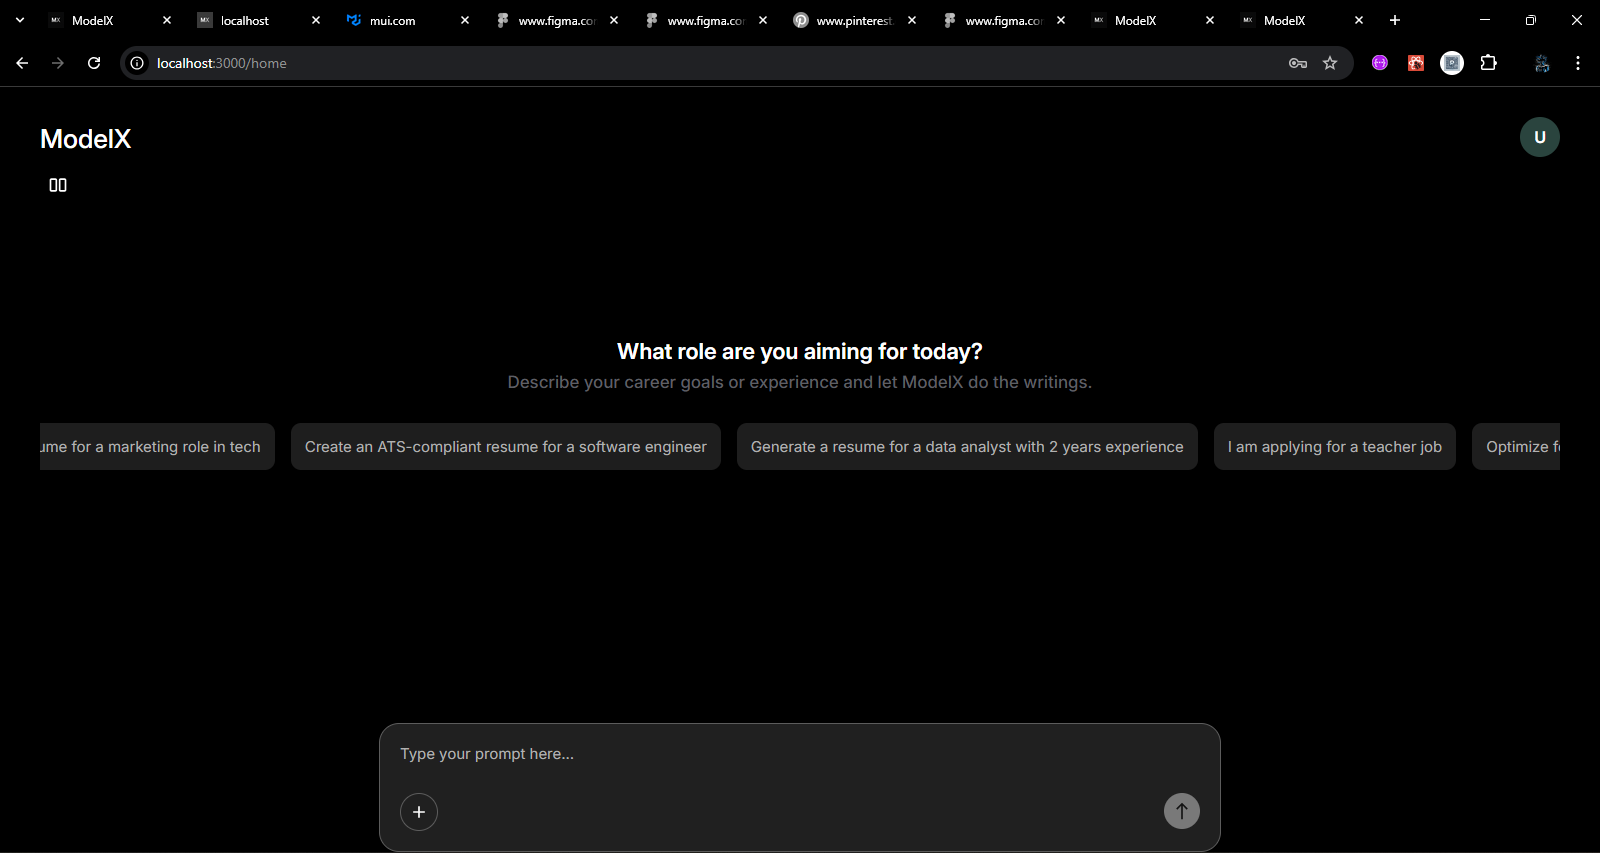 ModelX
localhost
mui.com
www.figma.co
www.figma.co
www.pinterest.
www.figma.co
ModelX
ModelX
localhost:3000/home
ModelX
U
What role are you aiming for today?
Describe your career goals or experience and let ModelX do the writings.
ume for a marketing role in tech
Create an ATS-compliant resume for a software engineer
Generate a resume for a data analyst with 2 years experience
I am applying for a teacher job
Optimize f
Type your prompt here...